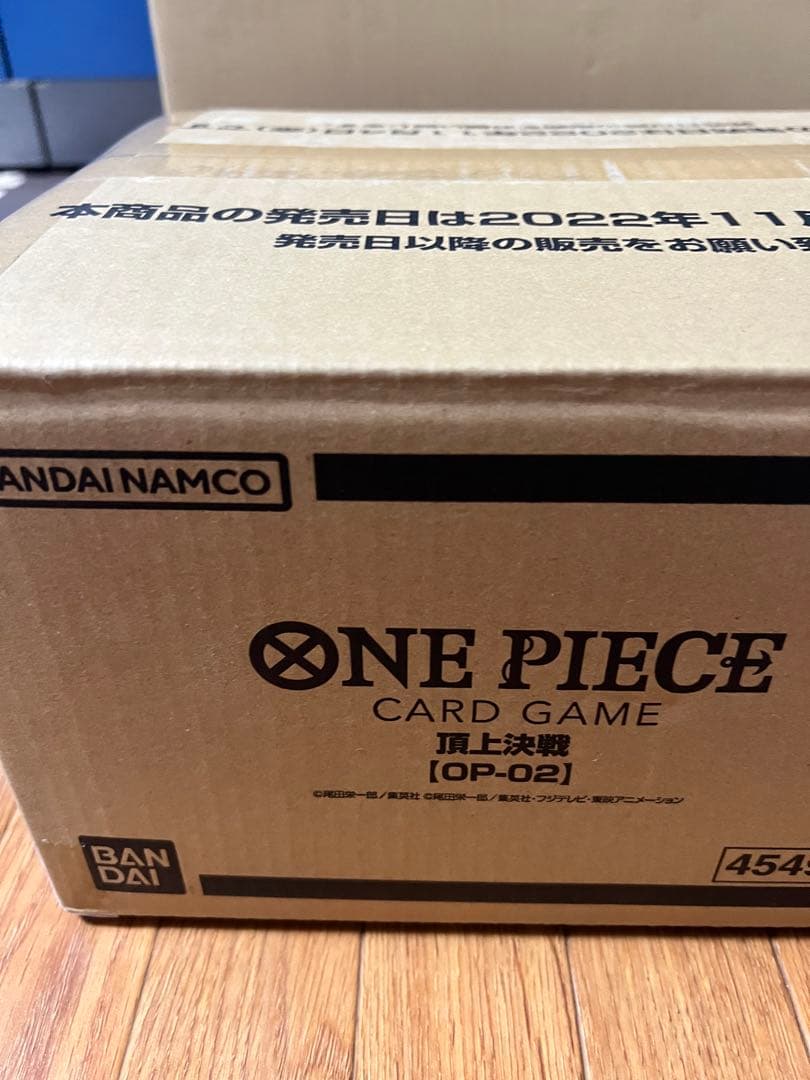 本商品の発売日は2022年11月
発売日以降の販売をお願い致
BANDAI NAMCO
ONE PIECE
CARD GAME
頂上決戦
【OP-02】
©尾田栄一郎/集英社 ©尾田栄一郎/集英社・フジテレビ・東映アニメーション
BAN
DAI
4549